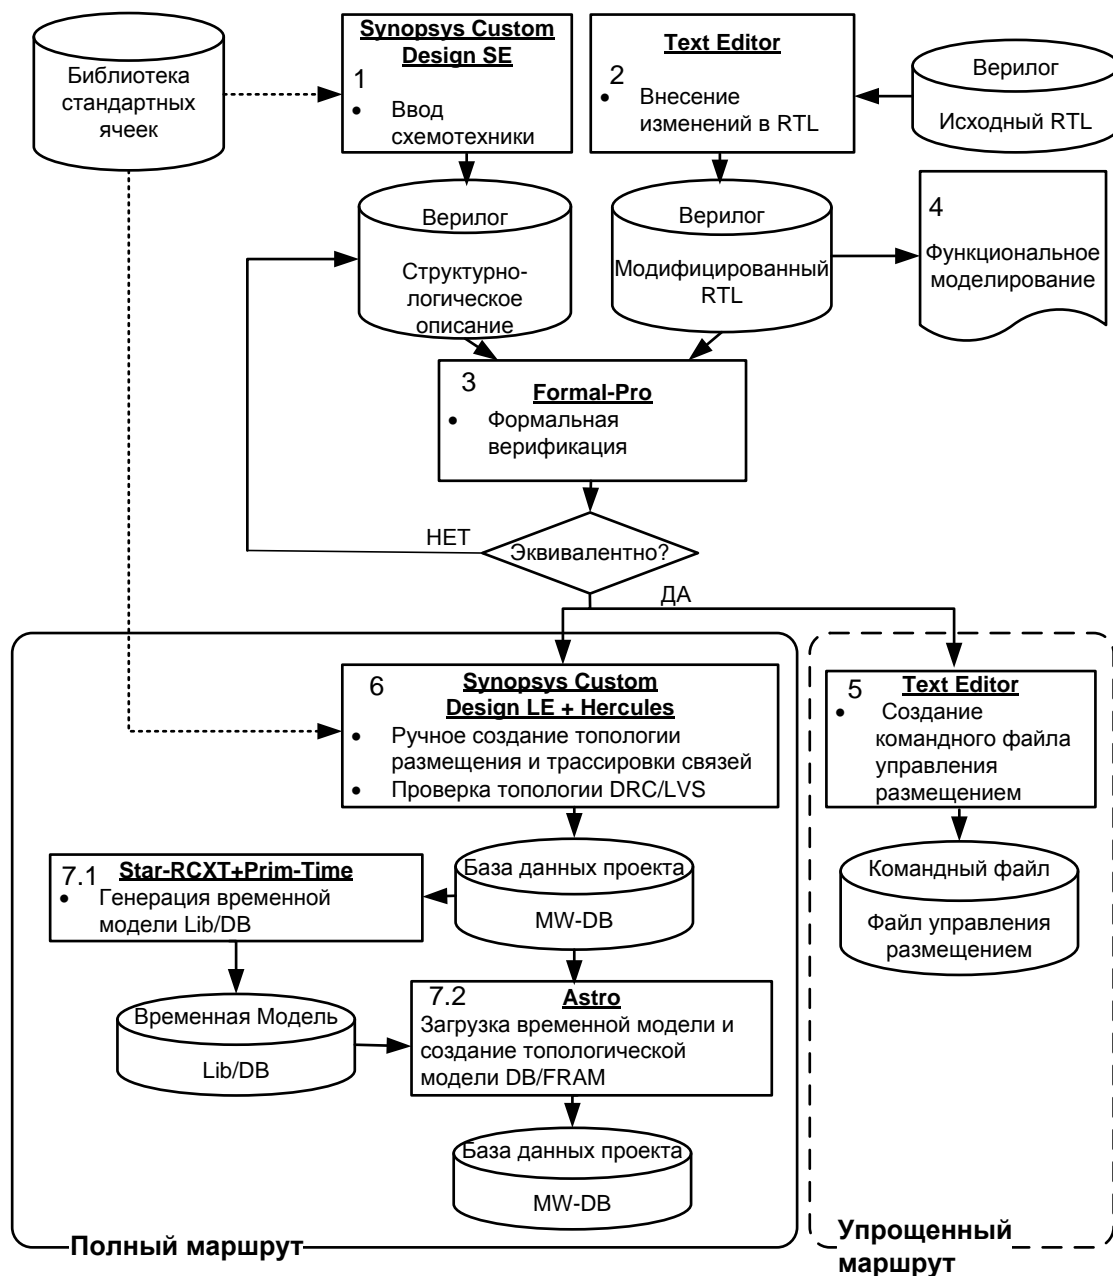 Библиотека
стандартных
ячеек
Synopsys Custom
Design SE
1
• Ввод
схемотехники
Text Editor
2
• Внесение
изменений в RTL
Верилог
Исходный RTL
Верилог
Структурно-
логическое
описание
Верилог
Модифицированный
RTL
4
Функциональное
моделирование
3
Formal-Pro
• Формальная
верификация
НЕТ
Эквивалентно?
ДА
6
Synopsys Custom
Design LE + Hercules
• Ручное создание топологии
размещения и трассировки связей
• Проверка топологии DRC/LVS
5
Text Editor
• Создание
командного файла
управления
размещением
7.1
Star-RCXT+Prim-Time
• Генерация временной
модели Lib/DB
База данных проекта
MW-DB
Командный файл
Файл управления
размещением
Временная Модель
Lib/DB
7.2
Astro
Загрузка временной модели и
создание топологической
модели DB/FRAM
База данных проекта
MW-DB
Полный маршрут
Упрощенный
маршрут